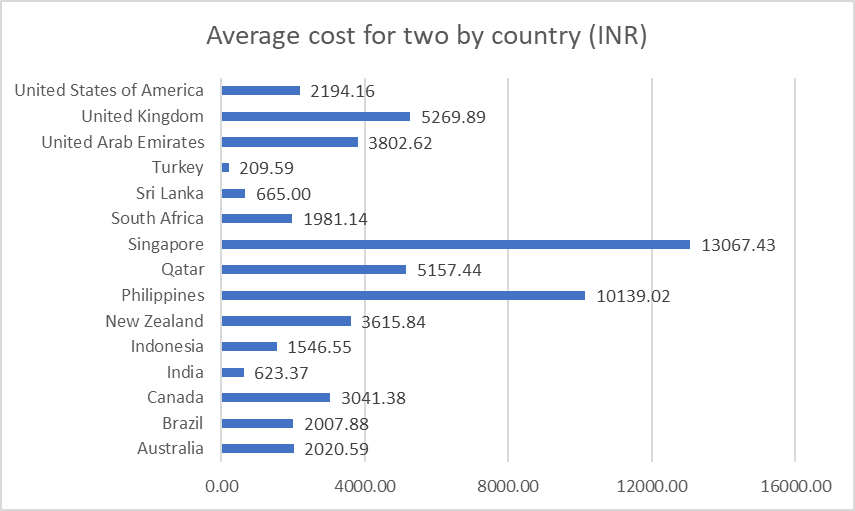 Average cost for two by country (INR)
United States of America 2194.16
United Kingdom 5269.89
United Arab Emirates 3802.62
Turkey 209.59
Sri Lanka 665.00
South Africa 1981.14
Singapore 13067.43
Qatar 5157.44
Philippines 10139.02
New Zealand 3615.84
Indonesia 1546.55
India 623.37
Canada 3041.38
Brazil 2007.88
Australia 2020.59
0.00 4000.00 8000.00 12000.00 16000.00